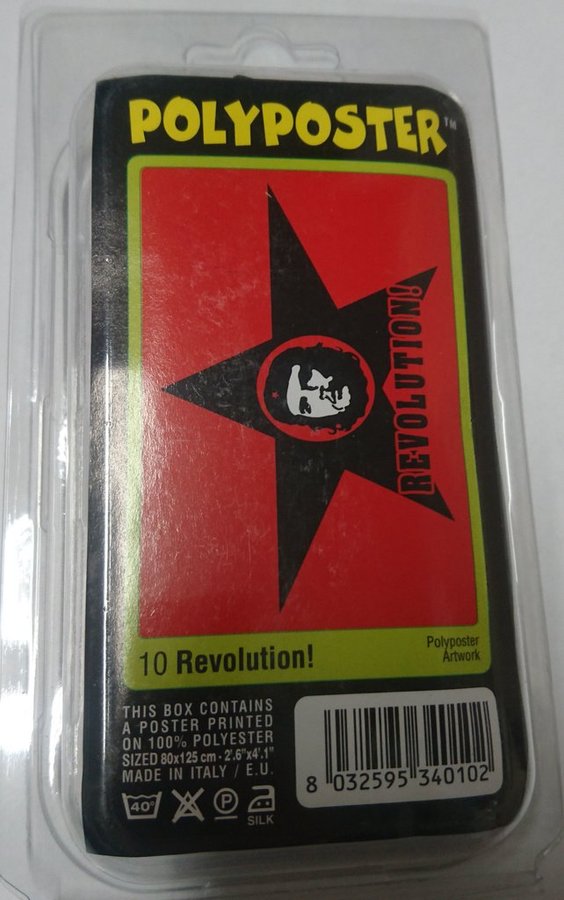 POLYPOSTER™
REVOLUTION!
10 Revolution!
Polyposter
Artwork
THIS BOX CONTAINS
A POSTER PRINTED
ON 100% POLYESTER
SIZED 80x125 cm - 2'.6"x4'.1"
MADE IN ITALY / E.U.
40°
P
SILK
8 032595 340102